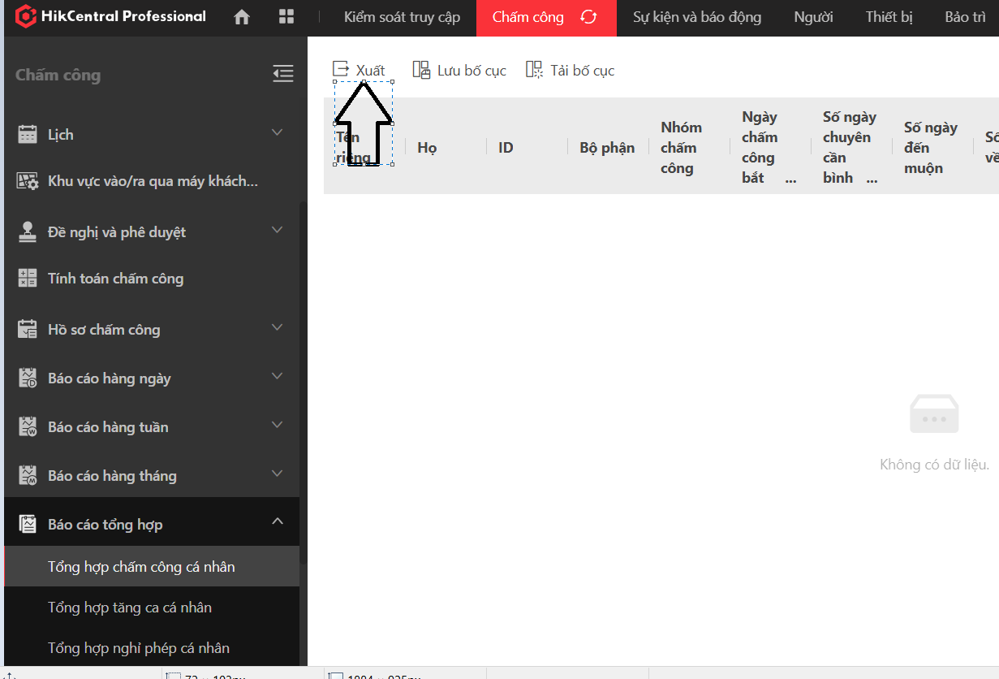 HikCentral Professional
Kiểm soát truy cập
Chấm công
Sự kiện và báo động
Người
Thiết bị
Bảo trì
Chấm công
Lịch
Khu vực vào/ra qua máy khách...
Đề nghị và phê duyệt
Tính toán chấm công
Hồ sơ chấm công
Báo cáo hàng ngày
Báo cáo hàng tuần
Báo cáo hàng tháng
Báo cáo tổng hợp
Tổng hợp chấm công cá nhân
Tổng hợp tăng ca cá nhân
Tổng hợp nghỉ phép cá nhân
Xuất
Lưu bố cục
Tải bố cục
Tên
riêng
Họ
ID
Bộ phận
Nhóm
chấm
công
Ngày
chấm
công
bắt ...
Số ngày
chuyên
cần
bình ...
Số ngày
đến
muộn
Số
về
Không có dữ liệu.